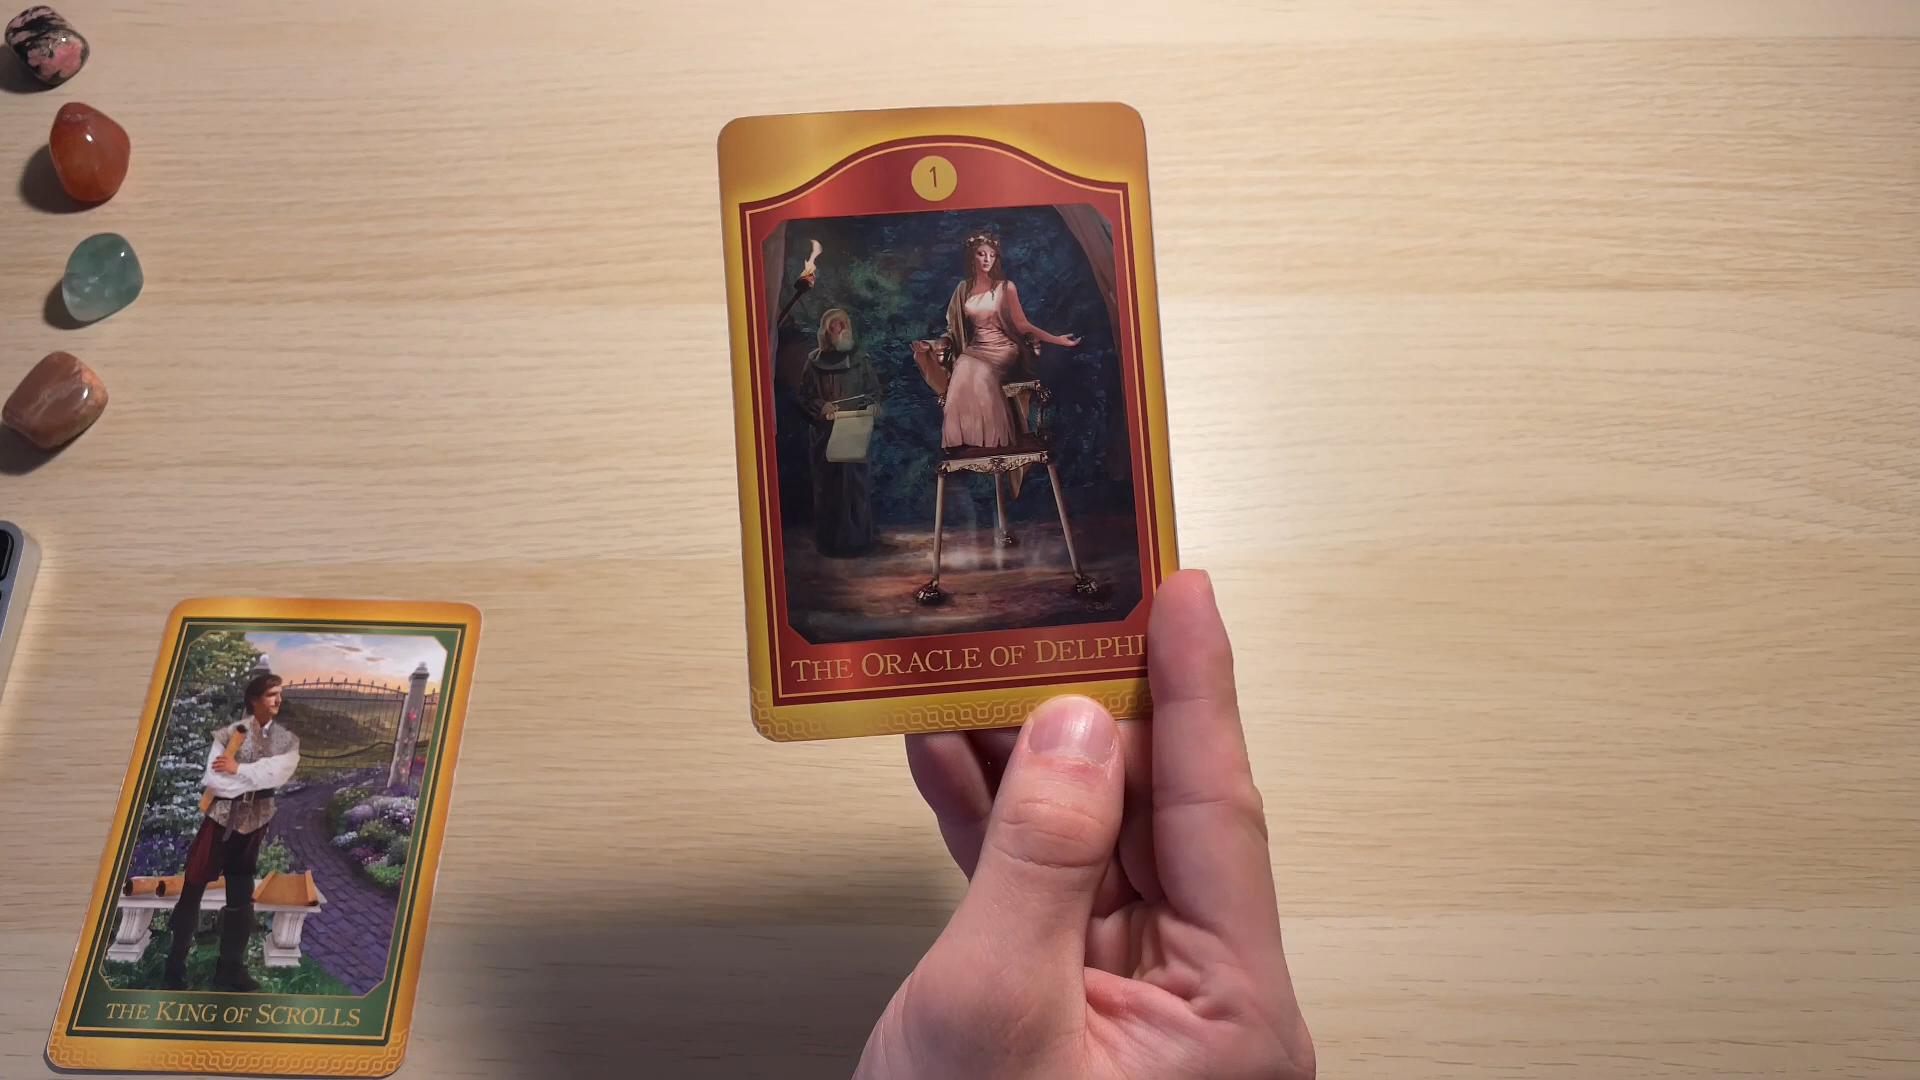 1
THE ORACLE OF DELPHI
THE KING OF SCROLLS